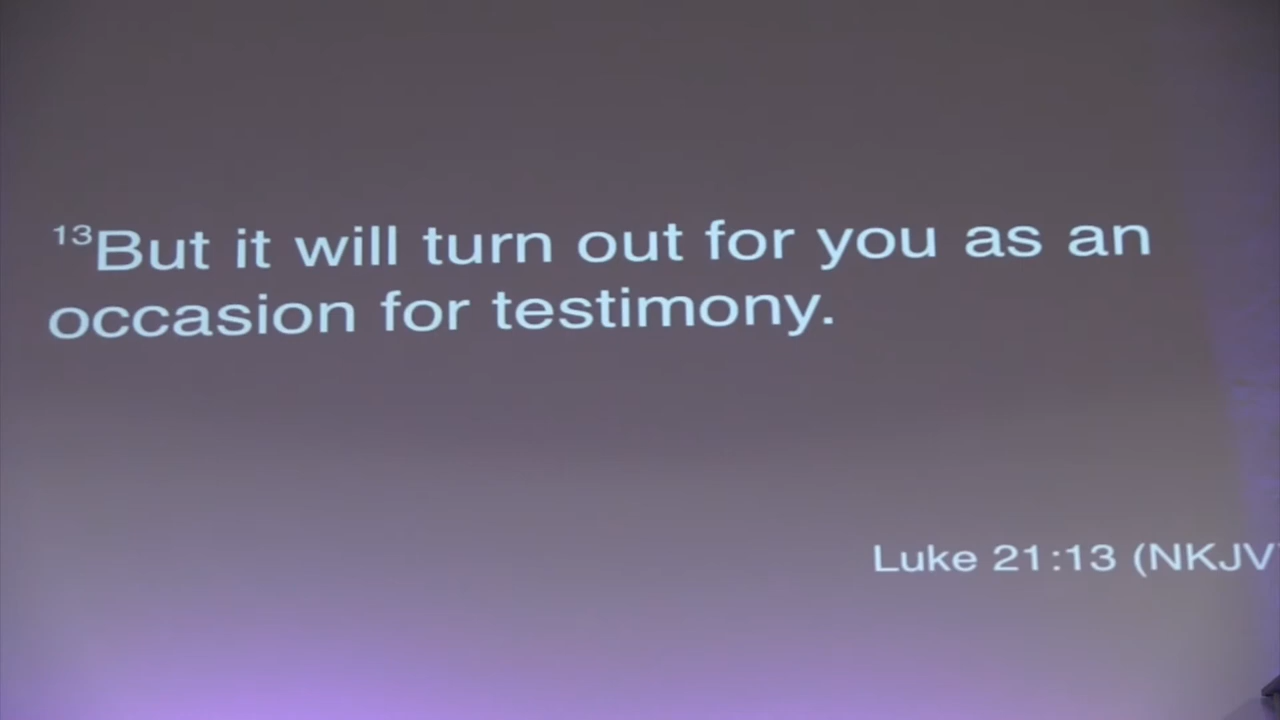 ¹³But it will turn out for you as an
occasion for testimony.
Luke 21:13 (NKJV